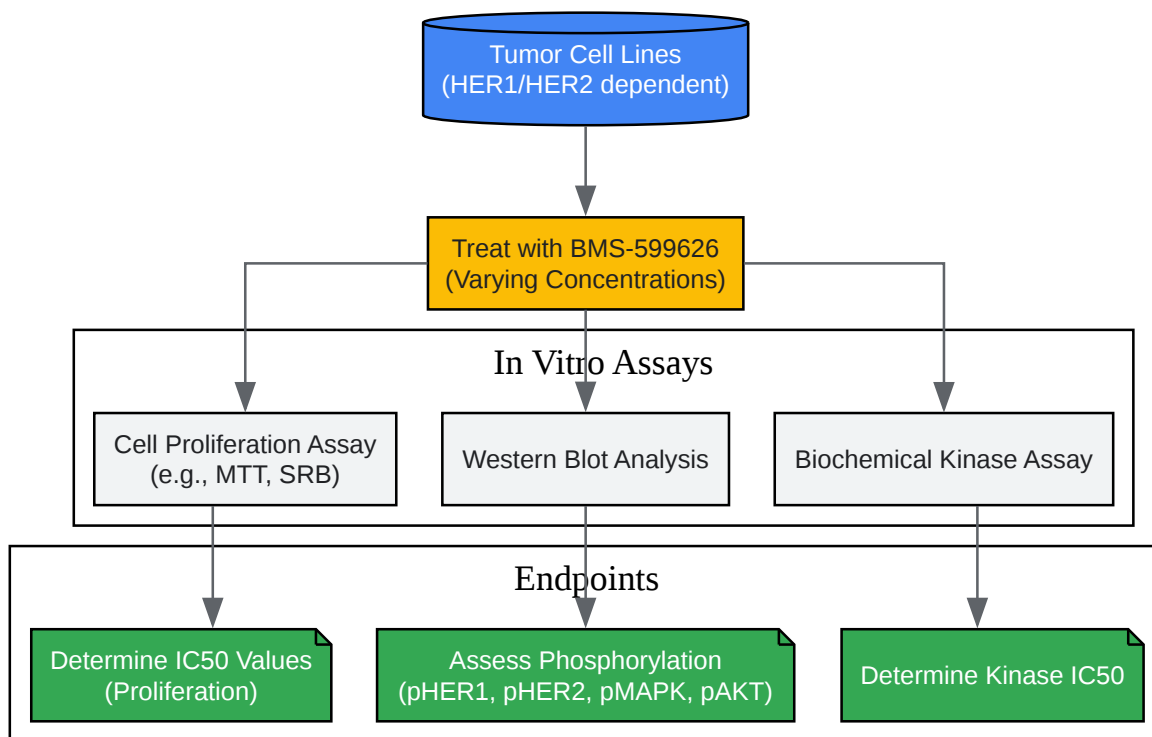 Tumor Cell Lines
(HER1/HER2 dependent)
Treat with BMS-599626
(Varying Concentrations)
In Vitro Assays
Cell Proliferation Assay
(e.g., MTT, SRB)
Western Blot Analysis
Biochemical Kinase Assay
Endpoints
Determine IC50 Values
(Proliferation)
Assess Phosphorylation
(pHER1, pHER2, pMAPK, pAKT)
Determine Kinase IC50